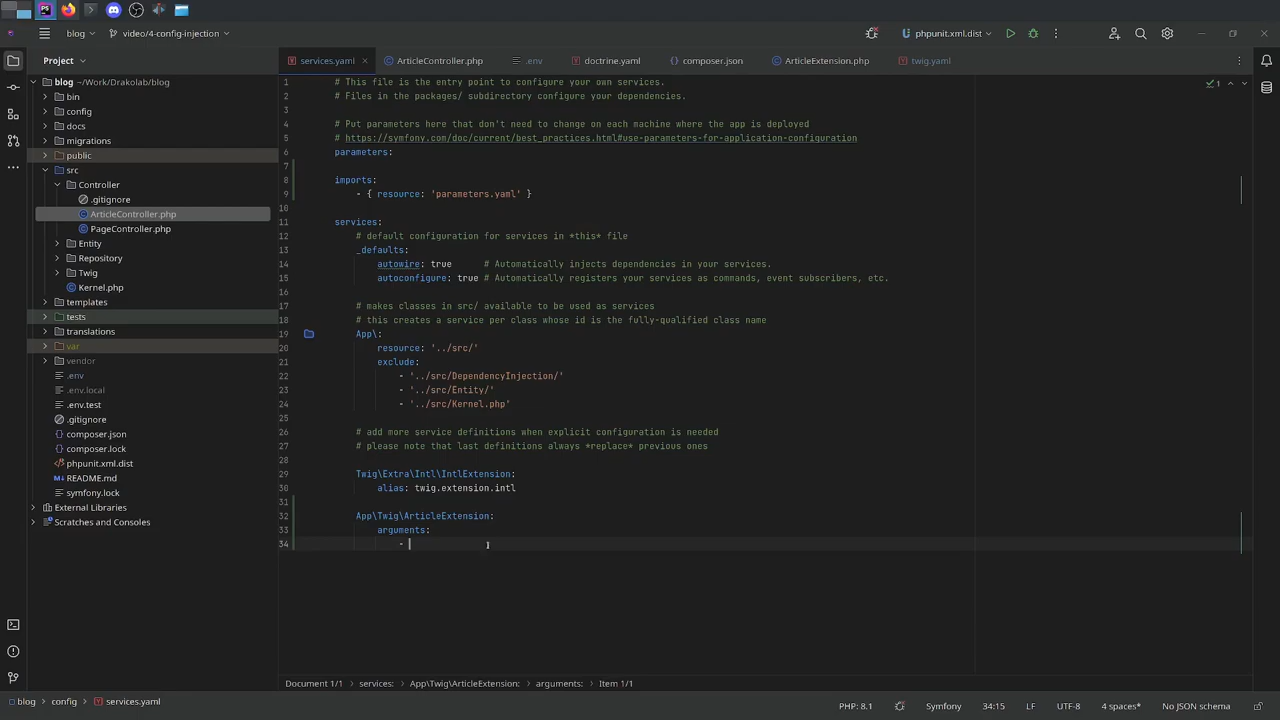 blog
video/4-config-injection
phpunit.xml.dist
Project
services.yaml
ArticleController.php
.env
doctrine.yaml
composer.json
ArticleExtension.php
twig.yaml
blog ~/Work/Drakolab/blog
bin
config
docs
migrations
public
src
Controller
.gitignore
ArticleController.php
PageController.php
Entity
Repository
Twig
Kernel.php
templates
tests
translations
var
vendor
.env
.env.local
.env.test
.gitignore
composer.json
composer.lock
phpunit.xml.dist
README.md
symfony.lock
External Libraries
Scratches and Consoles
1 # This file is the entry point to configure your own services.
2 # Files in the packages/ subdirectory configure your dependencies.
3
4 # Put parameters here that don't need to change on each machine where the app is deployed
5 # https://symfony.com/doc/current/best_practices.html#use-parameters-for-application-configuration
6 parameters:
7
8 imports:
9 - { resource: 'parameters.yaml' }
10
11 services:
12 # default configuration for services in *this* file
13 _defaults:
14 autowire: true # Automatically injects dependencies in your services.
15 autoconfigure: true # Automatically registers your services as commands, event subscribers, etc.
16
17 # makes classes in src/ available to be used as services
18 # this creates a service per class whose id is the fully-qualified class name
19 App\:
20 resource: '../src/'
21 exclude:
22 - '../src/DependencyInjection/'
23 - '../src/Entity/'
24 - '../src/Kernel.php'
25
26 # add more service definitions when explicit configuration is needed
27 # please note that last definitions always *replace* previous ones
28
29 Twig\Extra\Intl\IntlExtension:
30 alias: twig.extension.intl
31
32 App\Twig\ArticleExtension:
33 arguments:
34 -
1
Document 1/1 › services: › App\Twig\ArticleExtension: › arguments: › Item 1/1
blog › config › services.yaml
PHP: 8.1
Symfony
34:15
LF
UTF-8
4 spaces*
No JSON schema